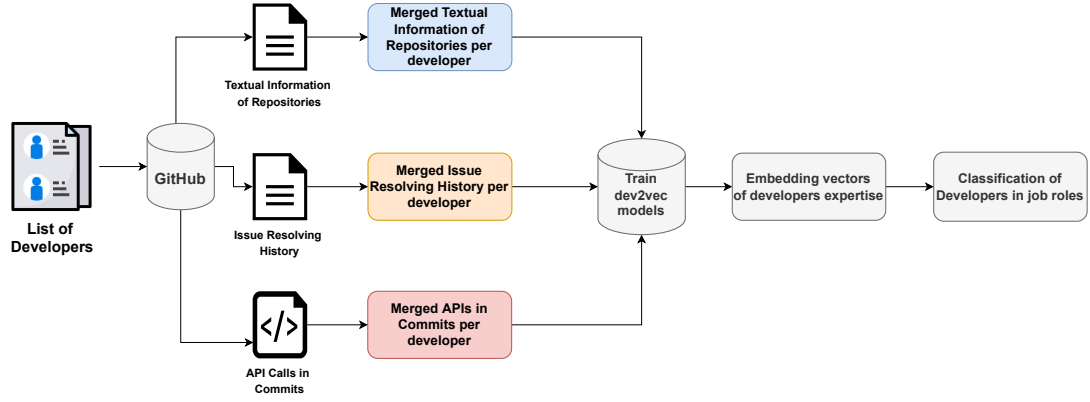 List of
Developers
GitHub
Textual Information
of Repositories
Merged Textual
Information of
Repositories per
developer
Issue Resolving
History
Merged Issue
Resolving History per
developer
</>
API Calls in
Commits
Merged APIs in
Commits per
developer
Train
dev2vec
models
Embedding vectors
of developers expertise
Classification of
Developers in job roles